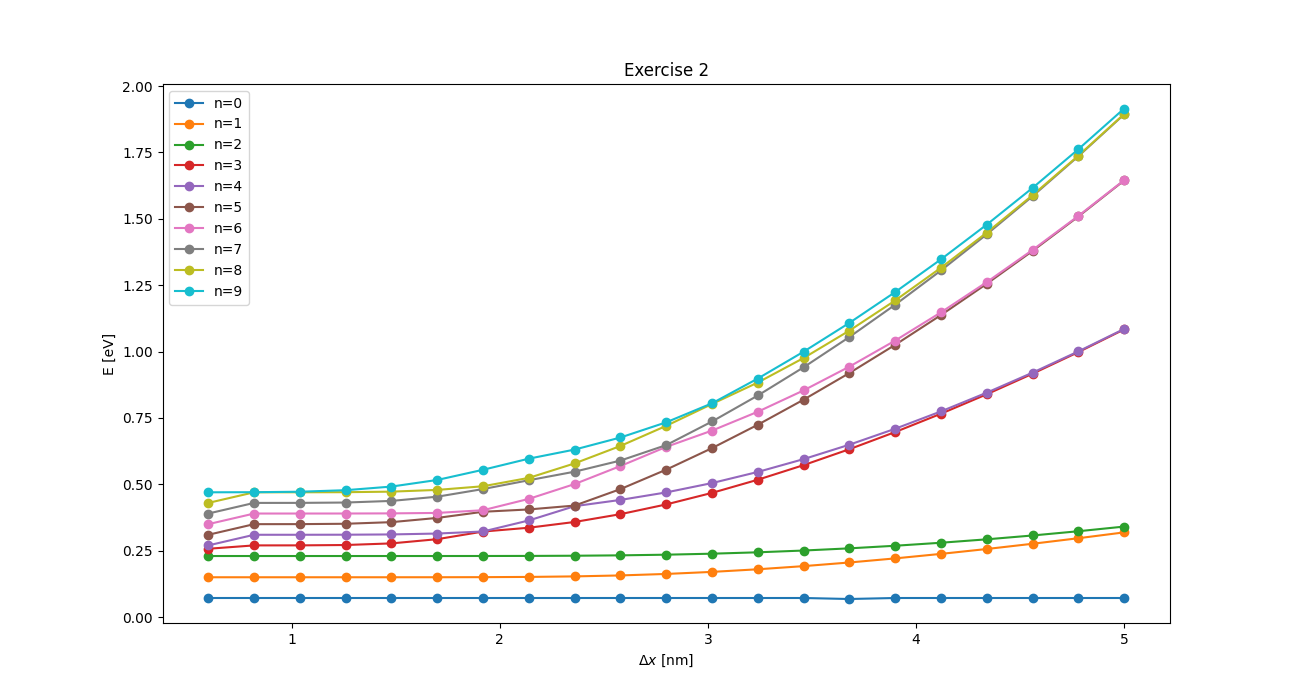 Exercise 2
E [eV]
2.00
1.75
1.50
1.25
1.00
0.75
0.50
0.25
0.00
n=0
n=1
n=2
n=3
n=4
n=5
n=6
n=7
n=8
n=9
1 2 3 4 5
Δx [nm]